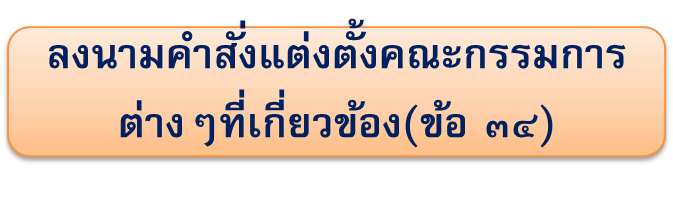 ลงนามคำสั่งแต่งตั้งคณะกรรมการ
ต่าง ๆที่เกี่ยวข้อง(ข้อ ๓๔)